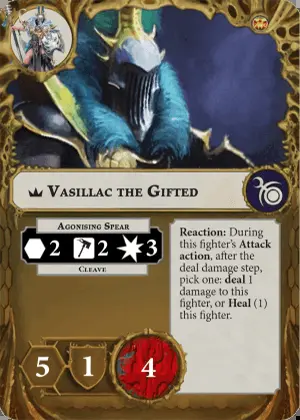 VASILLAC THE GIFTED
AGONISING SPEAR
2 2 3
CLEAVE
Reaction: During
this fighter's Attack
action, after the
deal damage step,
pick one: deal 1
damage to this
fighter, or Heal (1)
this fighter.
5 1 4